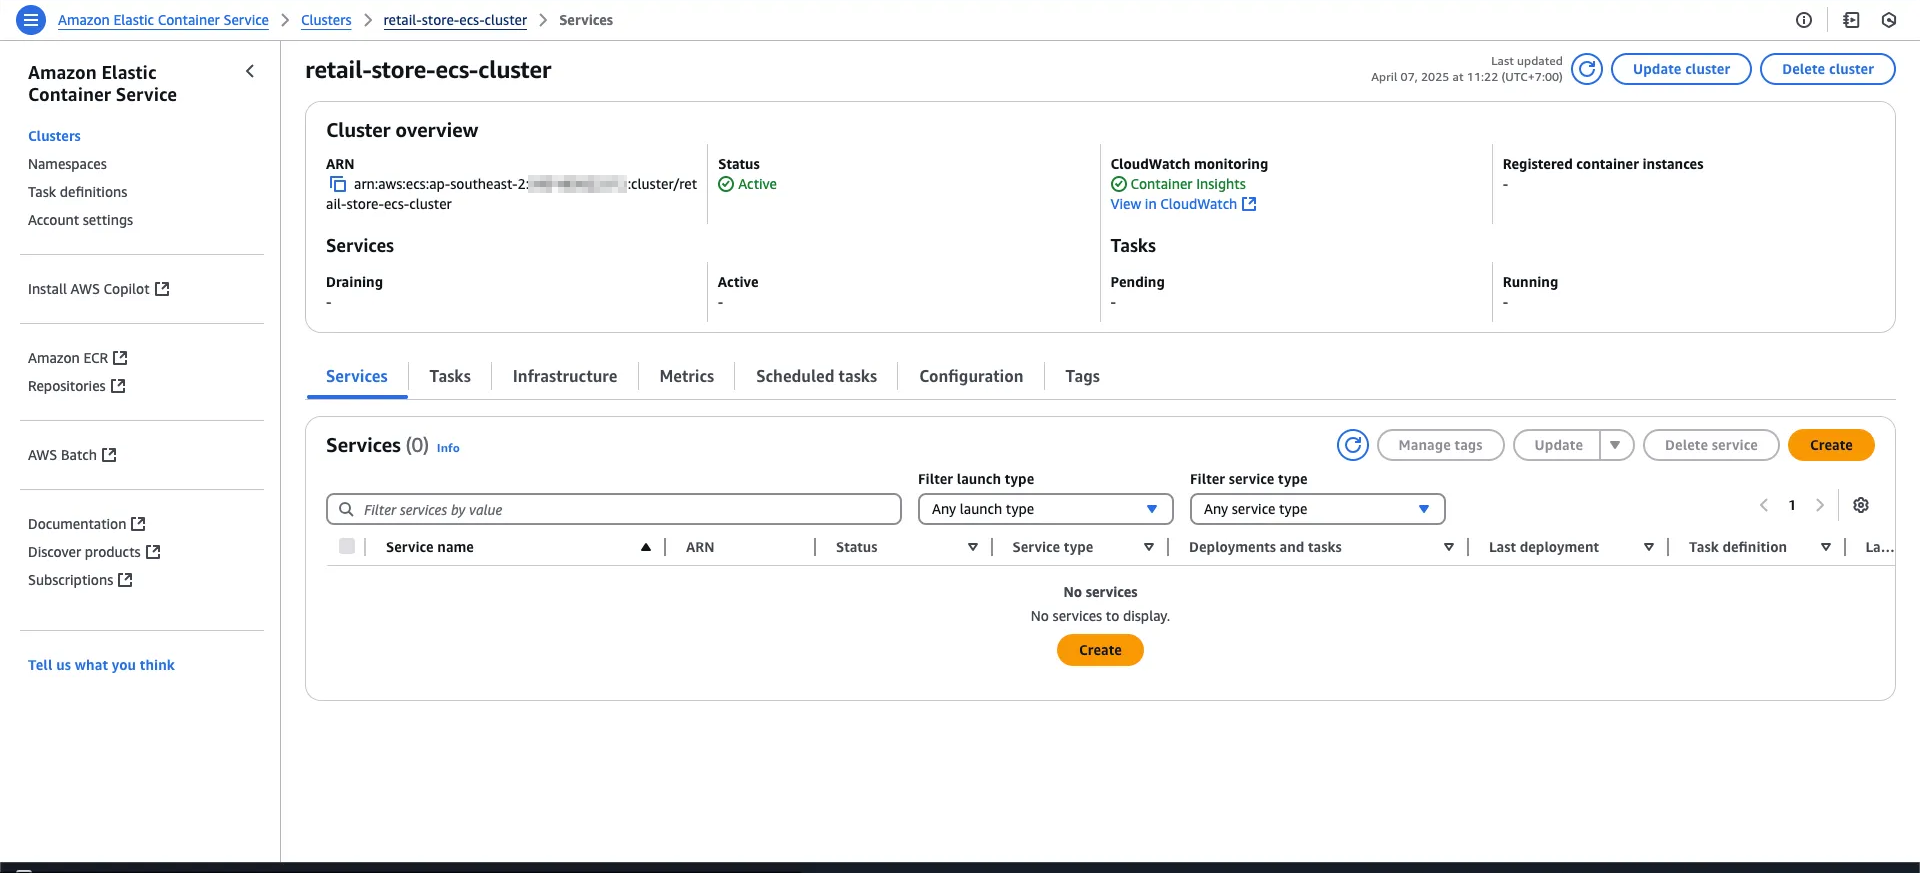 Amazon Elastic Container Service
Clusters
retail-store-ecs-cluster
Services
Amazon Elastic
Container Service
Clusters
Namespaces
Task definitions
Account settings
Install AWS Copilot
Amazon ECR
Repositories
AWS Batch
Documentation
Discover products
Subscriptions
Tell us what you think
retail-store-ecs-cluster
Last updated
April 07, 2025 at 11:22 (UTC+7:00)
Update cluster
Delete cluster
Cluster overview
ARN
arn:aws:ecs:ap-southeast-2: :cluster/ret
ail-store-ecs-cluster
Status
Active
CloudWatch monitoring
Container Insights
View in CloudWatch
Registered container instances
-
Services
Draining
-
Active
-
Tasks
Pending
-
Running
-
Services
Tasks
Infrastructure
Metrics
Scheduled tasks
Configuration
Tags
Services (0) Info
Manage tags
Update
Delete service
Create
Filter services by value
Filter launch type
Any launch type
Filter service type
Any service type
1
Service name
ARN
Status
Service type
Deployments and tasks
Last deployment
Task definition
La...
No services
No services to display.
Create